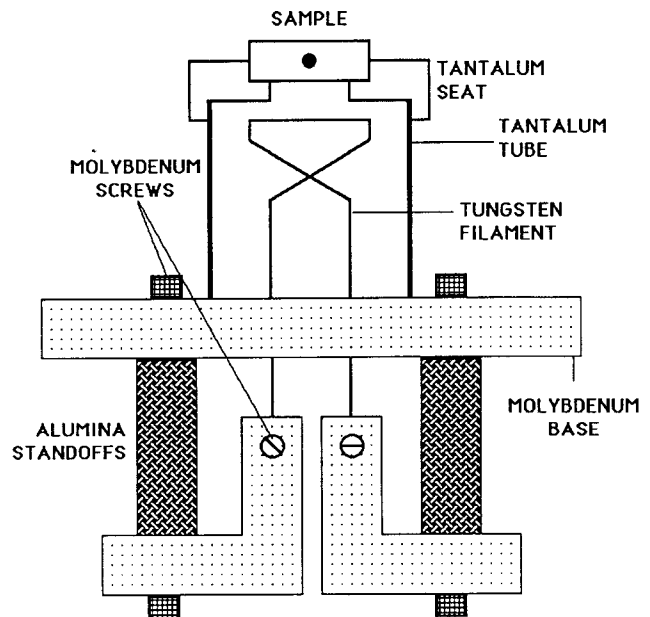 SAMPLE
TANTALUM
SEAT
TANTALUM
TUBE
MOLYBDENUM
SCREWS
TUNGSTEN
FILAMENT
MOLYBDENUM
BASE
ALUMINA
STANDOFFS